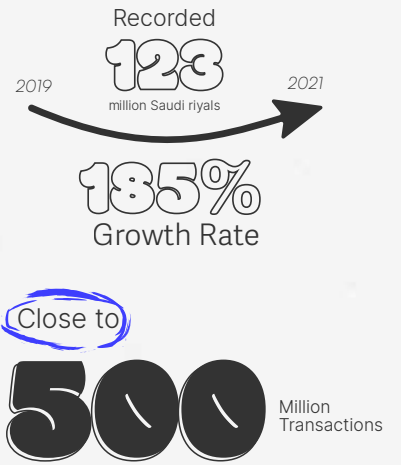 Recorded
123
million Saudi riyals
2019
2021
185%
Growth Rate
Close to
500
Million
Transactions